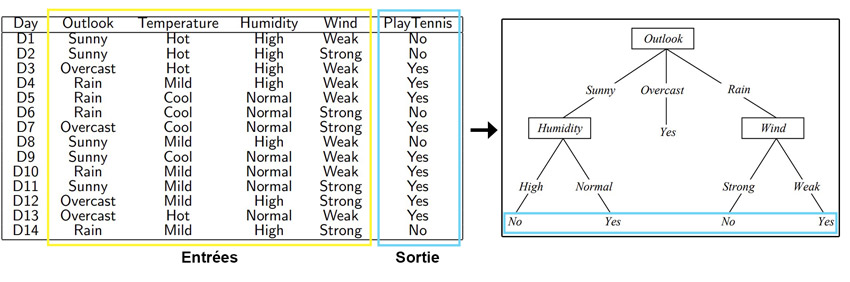 Day Outlook Temperature Humidity Wind PlayTennis
D1 Sunny Hot High Weak No
D2 Sunny Hot High Strong No
D3 Overcast Hot High Weak Yes
D4 Rain Mild High Weak Yes
D5 Rain Cool Normal Weak Yes
D6 Rain Cool Normal Strong No
D7 Overcast Cool Normal Strong Yes
D8 Sunny Mild High Weak No
D9 Sunny Cool Normal Weak Yes
D10 Rain Mild Normal Weak Yes
D11 Sunny Mild Normal Strong Yes
D12 Overcast Mild High Strong Yes
D13 Overcast Hot Normal Weak Yes
D14 Rain Mild High Strong No
Entrées Sortie
Outlook
Sunny Overcast Rain
Humidity Yes Wind
High Normal Strong Weak
No Yes No Yes